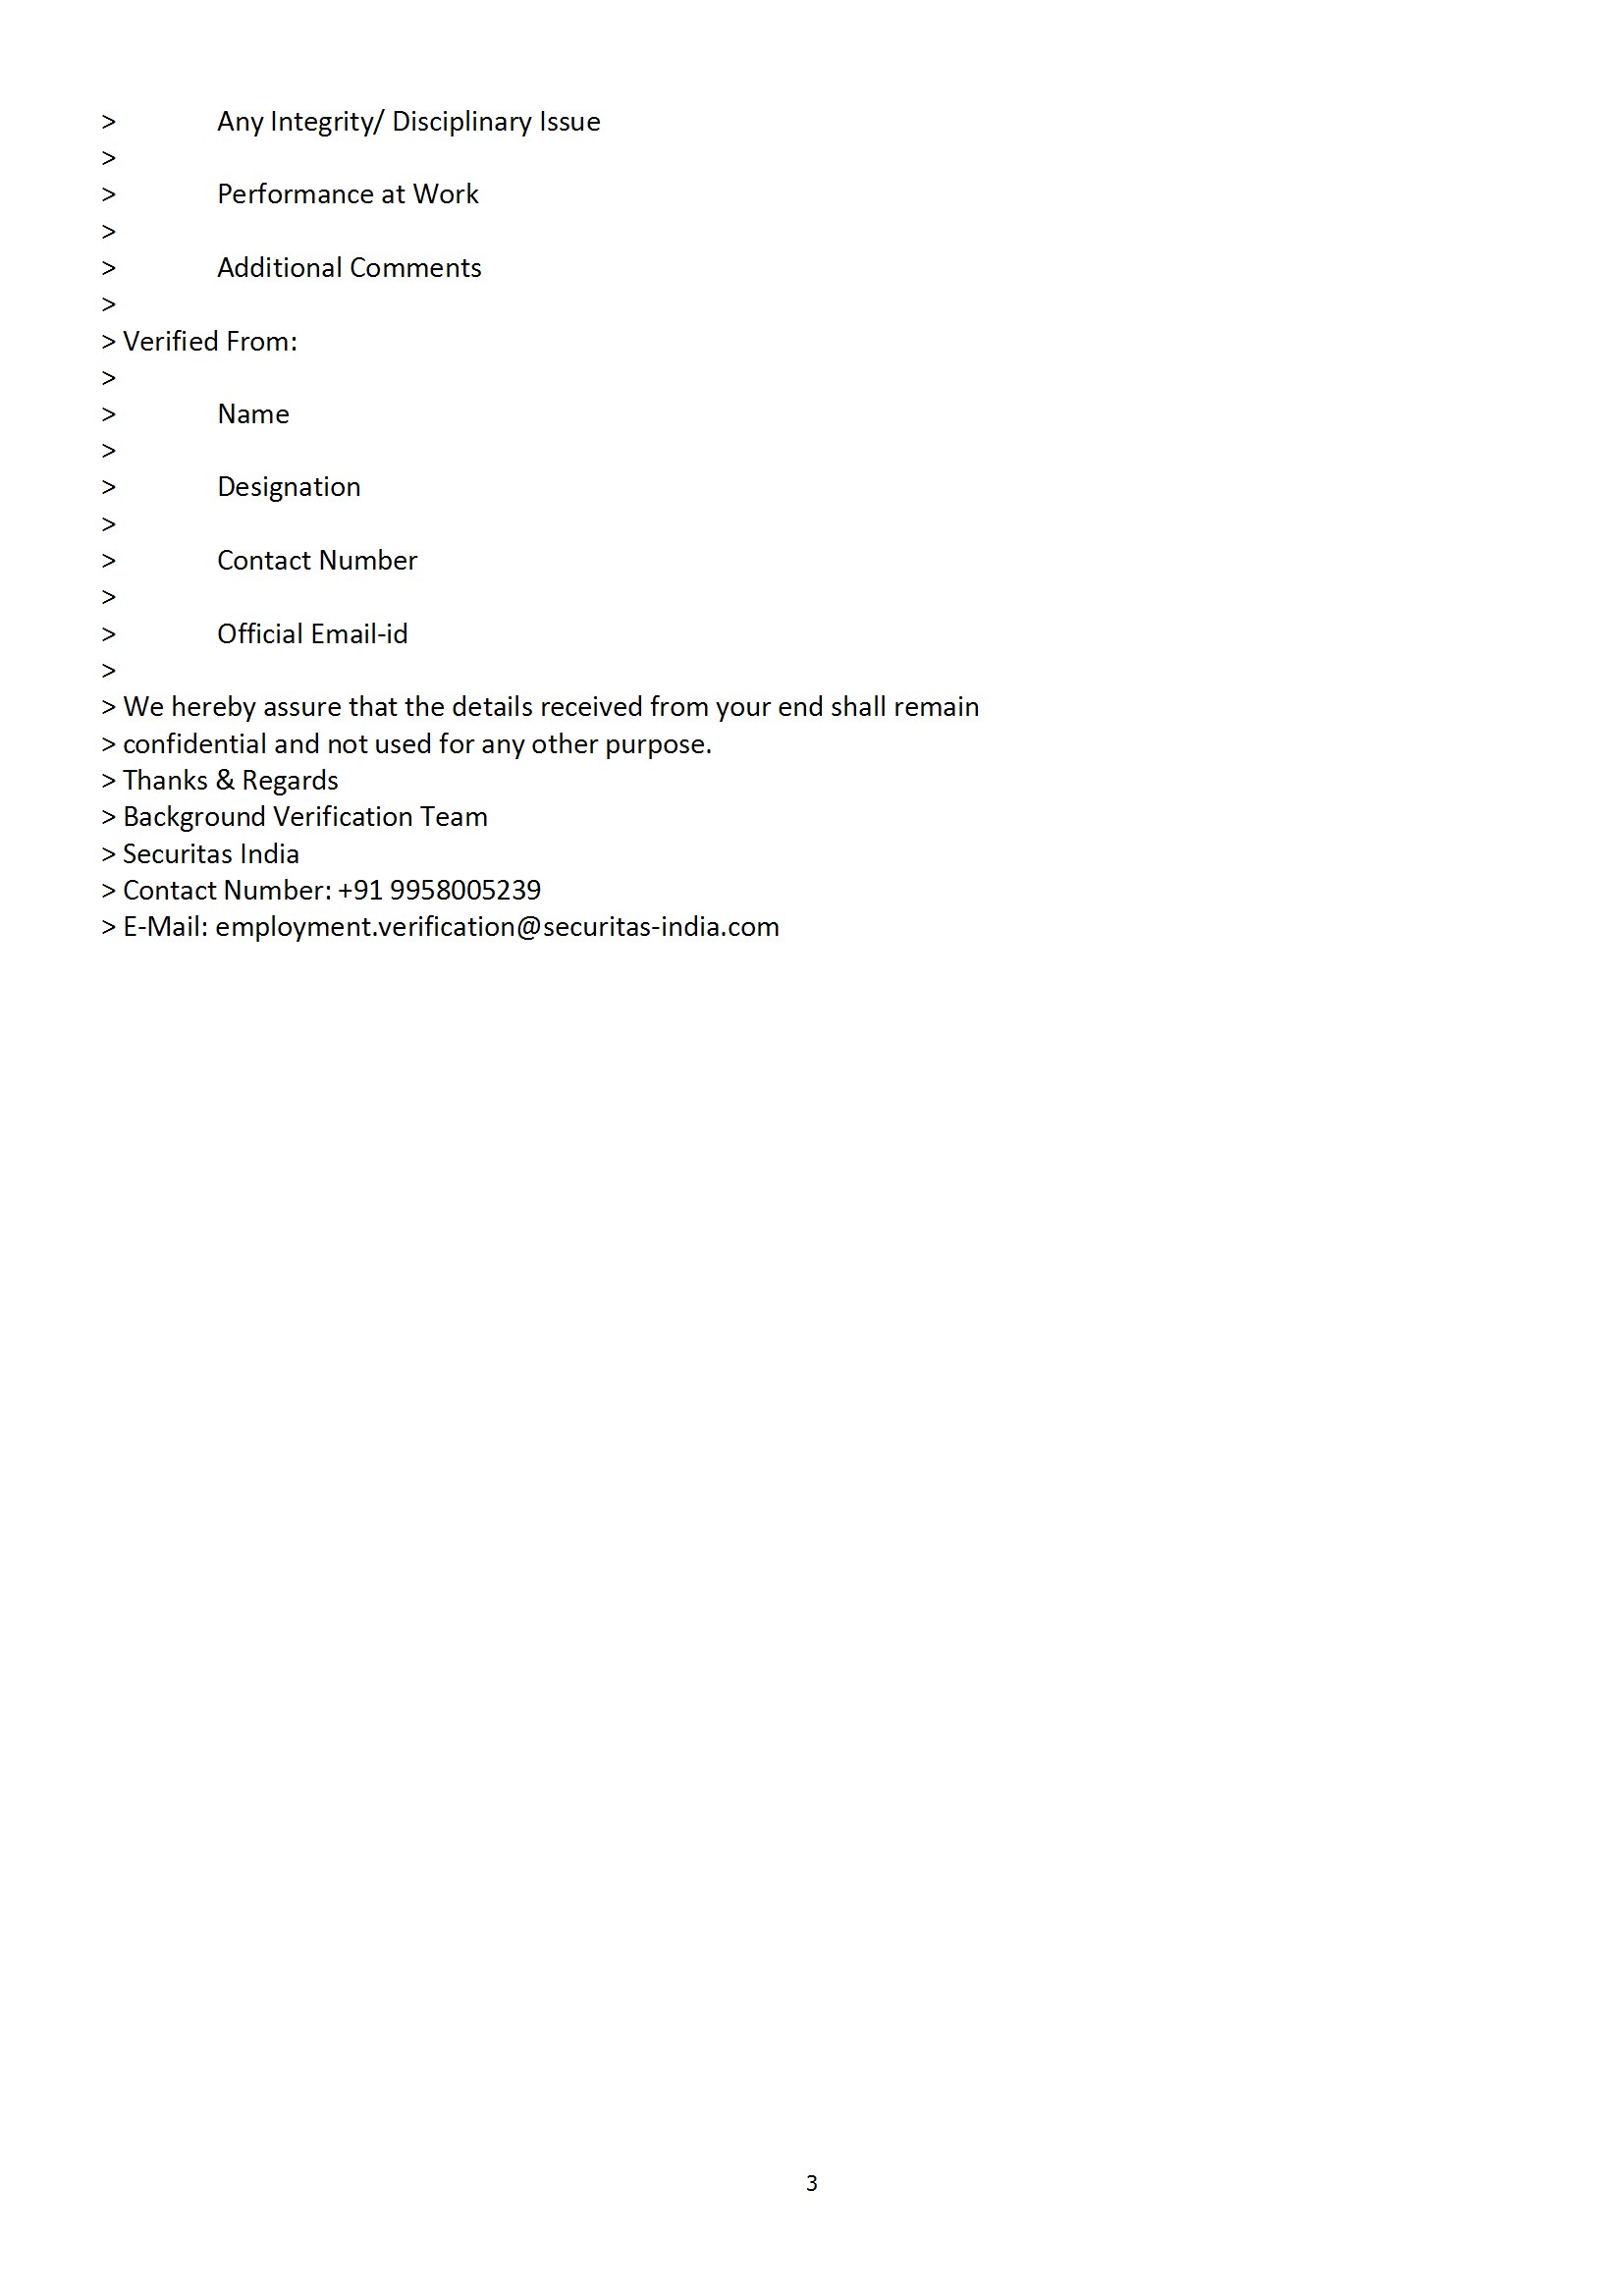 > Any Integrity/ Disciplinary Issue
>
> Performance at Work
>
> Additional Comments
>
> Verified From:
>
> Name
>
> Designation
>
> Contact Number
>
> Official Email-id
>
> We hereby assure that the details received from your end shall remain
> confidential and not used for any other purpose.
> Thanks & Regards
> Background Verification Team
> Securitas India
> Contact Number: +91 9958005239
> E-Mail: employment.verification@securitas-india.com
3